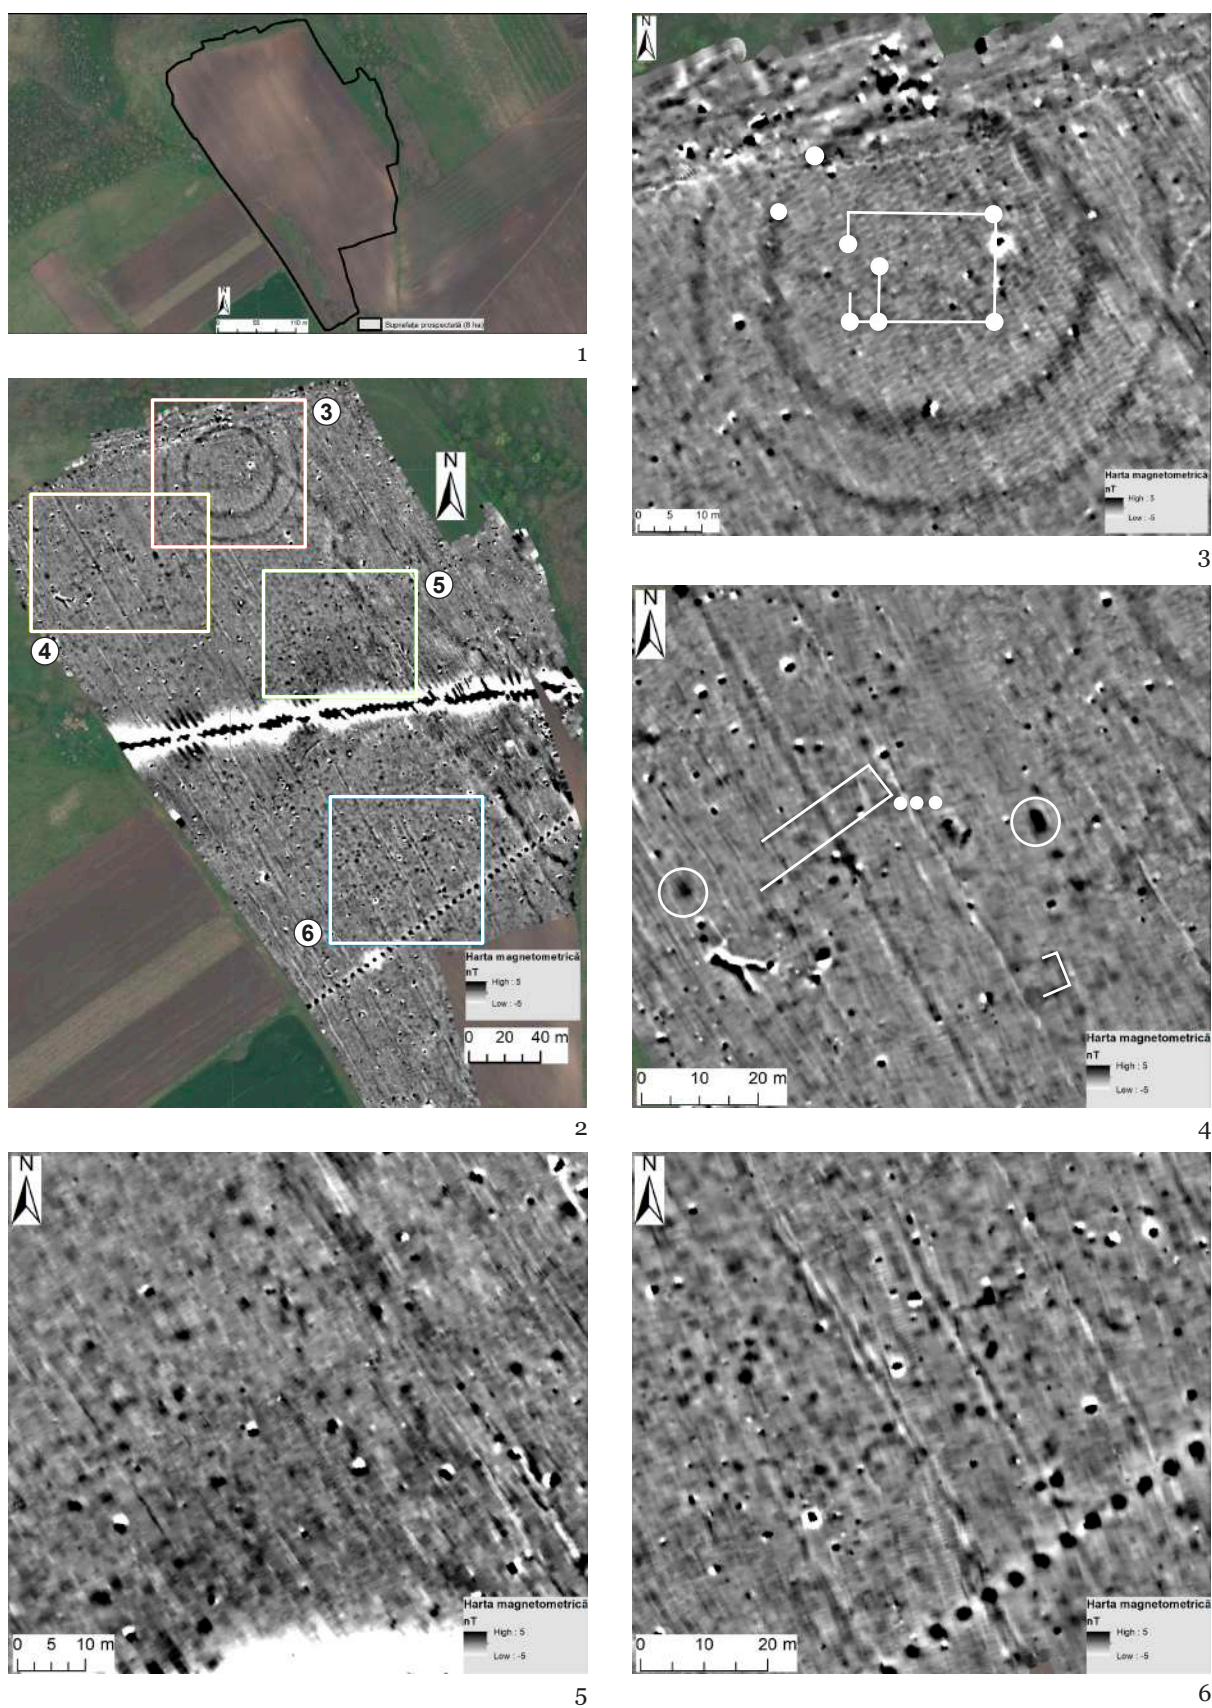 N
0 55 110 m
Suprafața prospectată (8 ha)
1
3
N
5
4
6
Harta magnetometrică
nT
High : 5
Low : -5
0 20 40 m
2
N
Harta magnetometrică
nT
High : 5
Low : -5
0 5 10 m
3
N
Harta magnetometrică
nT
High : 5
Low : -5
0 10 20 m
4
N
Harta magnetometrică
nT
High : 5
Low : -5
0 5 10 m
5
N
Harta magnetometrică
nT
High : 5
Low : -5
0 10 20 m
6